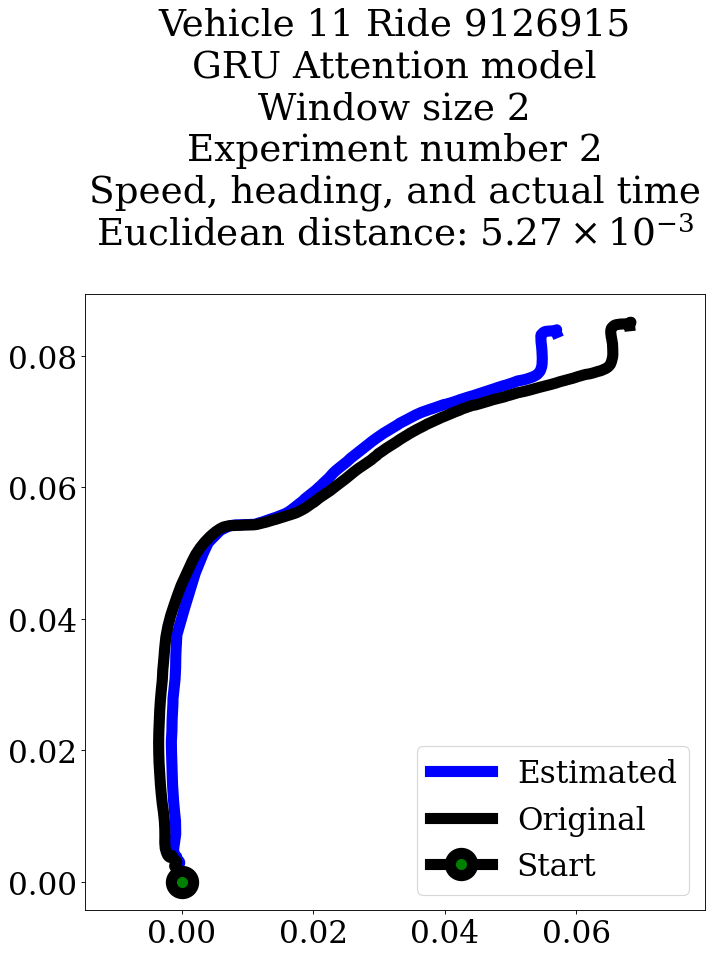 Vehicle 11 Ride 9126915
GRU Attention model
Window size 2
Experiment number 2
Speed, heading, and actual time
Euclidean distance: 5.27 × 10⁻³
0.08
0.06
0.04
0.02
0.00
Estimated
Original
Start
0.00 0.02 0.04 0.06